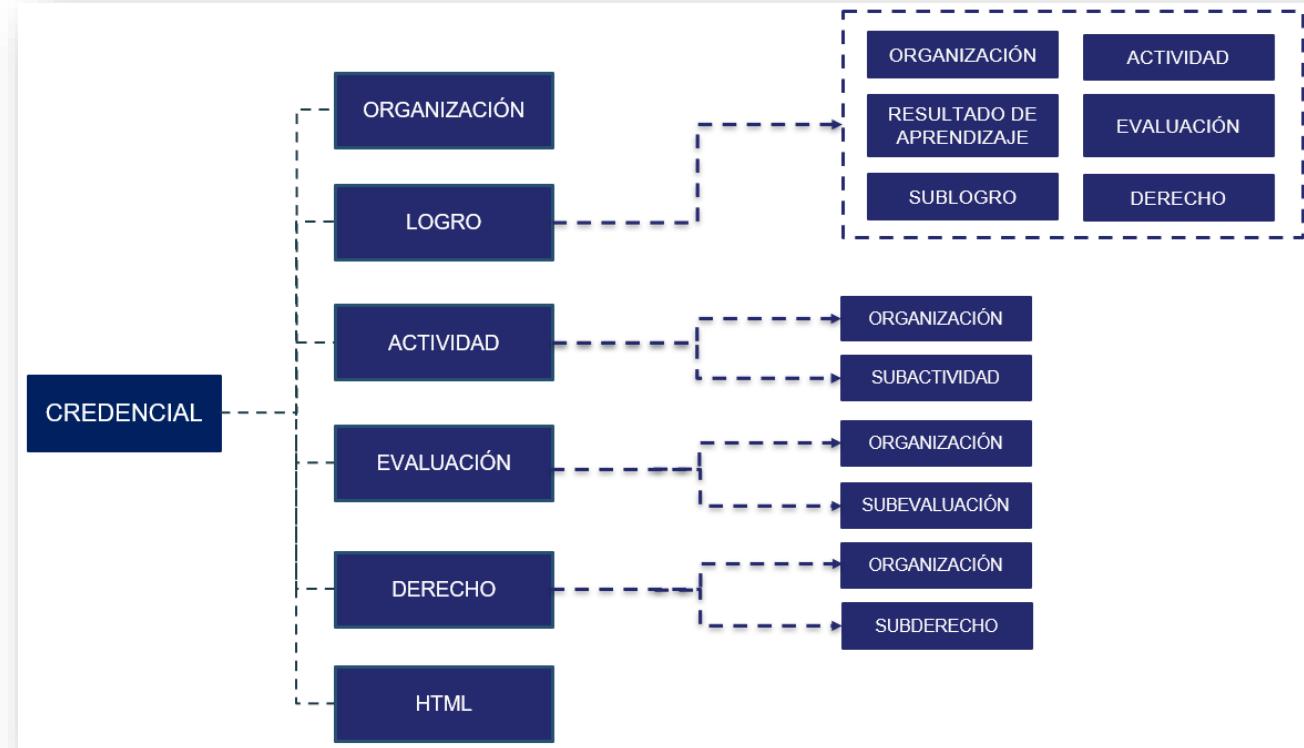 CREDENCIAL
ORGANIZACIÓN
LOGRO
ACTIVIDAD
EVALUACIÓN
DERECHO
HTML
ORGANIZACIÓN
ACTIVIDAD
RESULTADO DE
APRENDIZAJE
EVALUACIÓN
SUBLOGRO
DERECHO
ORGANIZACIÓN
SUBACTIVIDAD
ORGANIZACIÓN
SUBEVALUACIÓN
ORGANIZACIÓN
SUBDERECHO